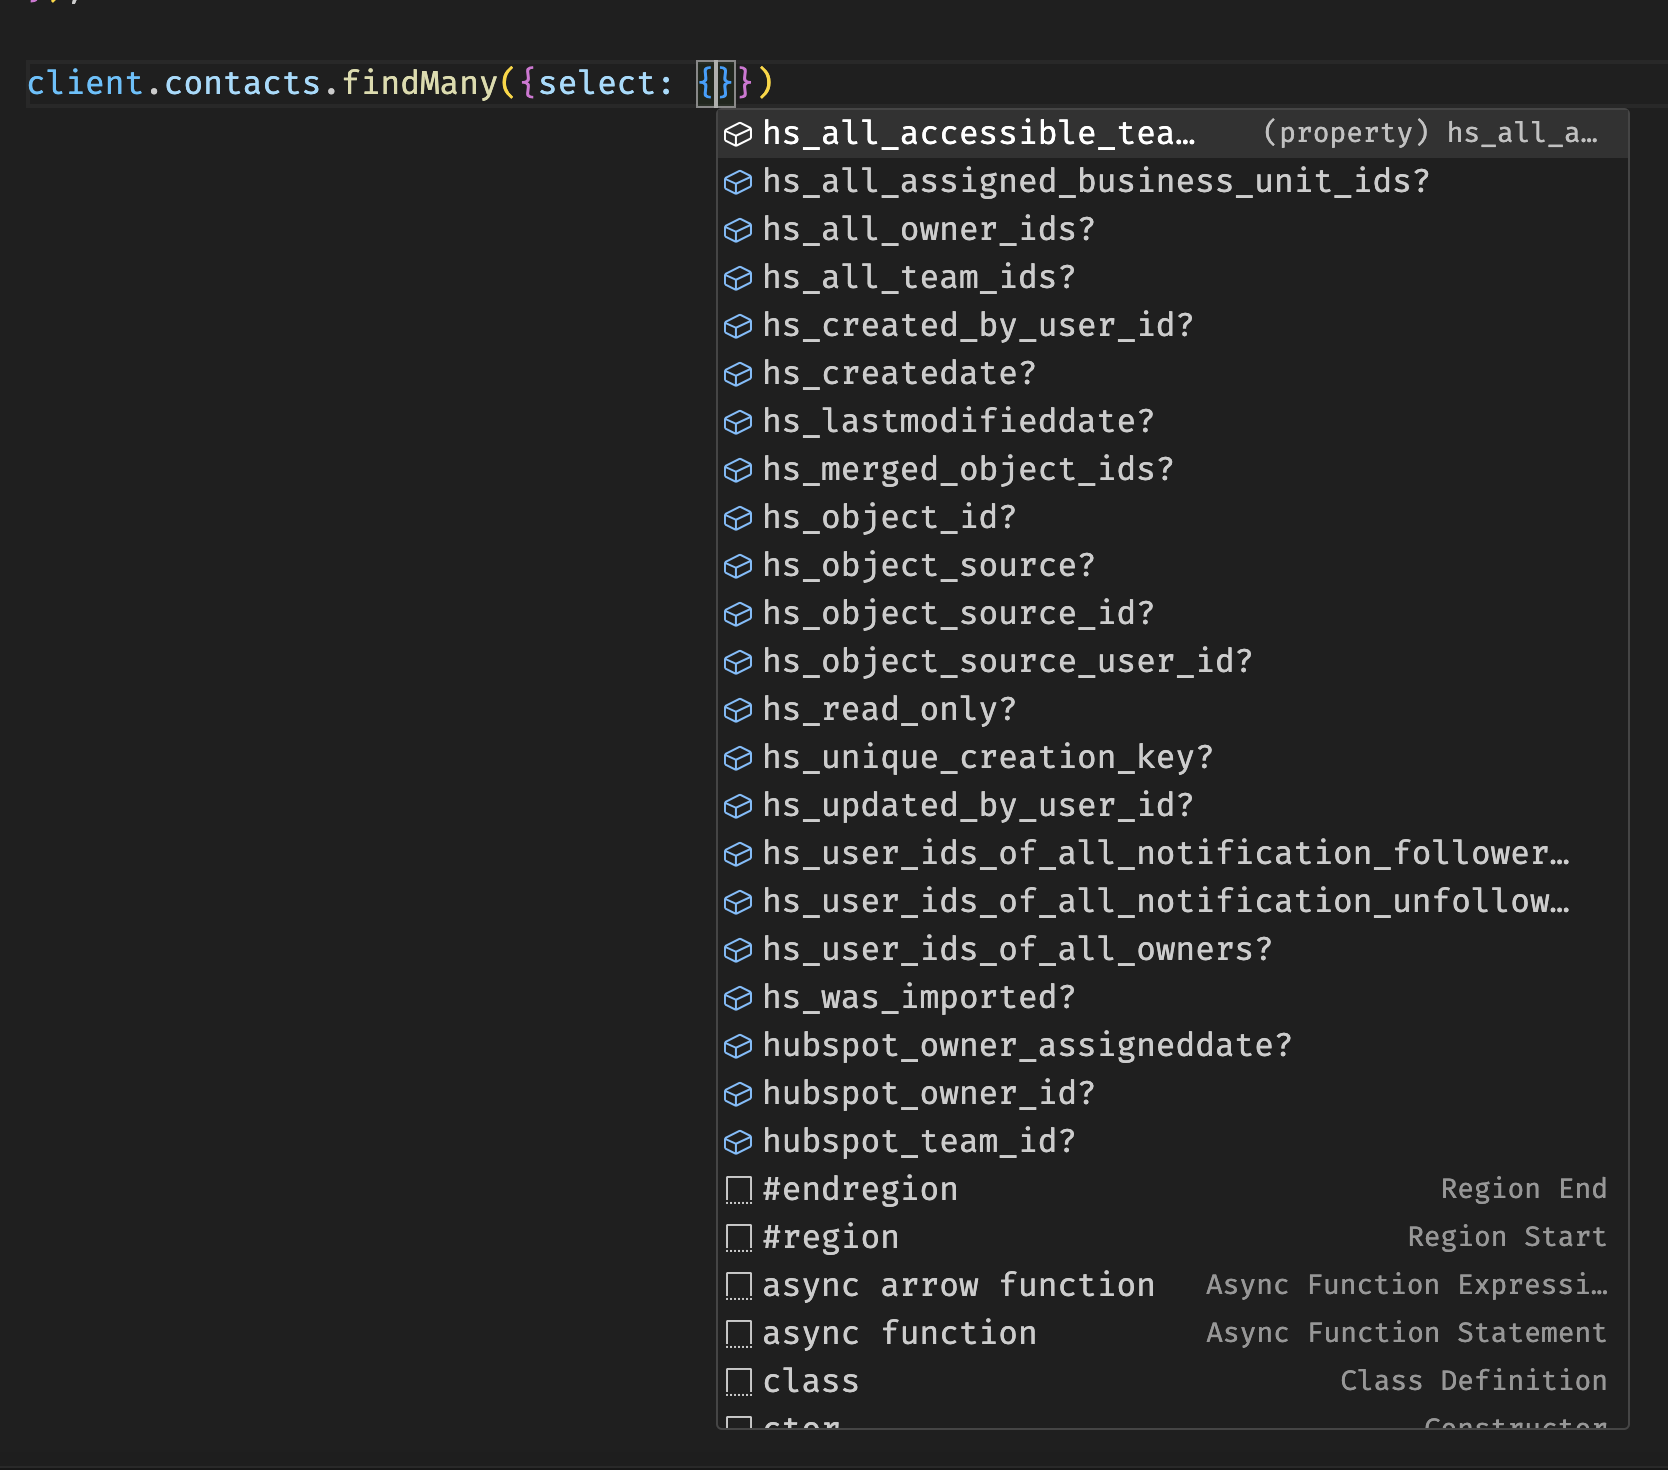 client.contacts.findMany({select: {}})
hs_all_accessible_tea… (property) hs_all_a…
hs_all_assigned_business_unit_ids?
hs_all_owner_ids?
hs_all_team_ids?
hs_created_by_user_id?
hs_createdate?
hs_lastmodifieddate?
hs_merged_object_ids?
hs_object_id?
hs_object_source?
hs_object_source_id?
hs_object_source_user_id?
hs_read_only?
hs_unique_creation_key?
hs_updated_by_user_id?
hs_user_ids_of_all_notification_follower…
hs_user_ids_of_all_notification_unfollow…
hs_user_ids_of_all_owners?
hs_was_imported?
hubspot_owner_assigneddate?
hubspot_owner_id?
hubspot_team_id?
#endregion Region End
#region Region Start
async arrow function Async Function Expressi…
async function Async Function Statement
class Class Definition
ctor Constructor